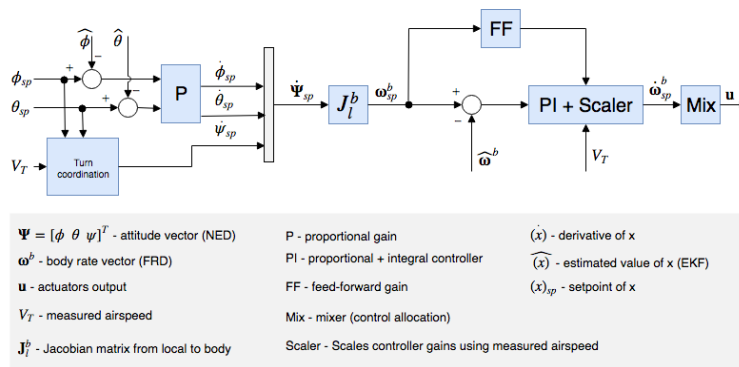 ϕ̂ θ̂
FF
ϕ_sp + −
θ_sp + −
P
ϕ̇_sp
θ̇_sp
ψ̇_sp
Ψ̇_sp
J_l^b
ω_sp^b
+
−
ω̂^b
PI + Scaler
V_T
ω̇_sp^b
Mix
u
V_T
Turn
coordination
Ψ = [ϕ θ ψ]^T - attitude vector (NED)
ω^b - body rate vector (FRD)
u - actuators output
V_T - measured airspeed
J_l^b - Jacobian matrix from local to body
P - proportional gain
PI - proportional + integral controller
FF - feed-forward gain
Mix - mixer (control allocation)
Scaler - Scales controller gains using measured airspeed
(ẋ) - derivative of x
(x)̂ - estimated value of x (EKF)
(x)_sp - setpoint of x